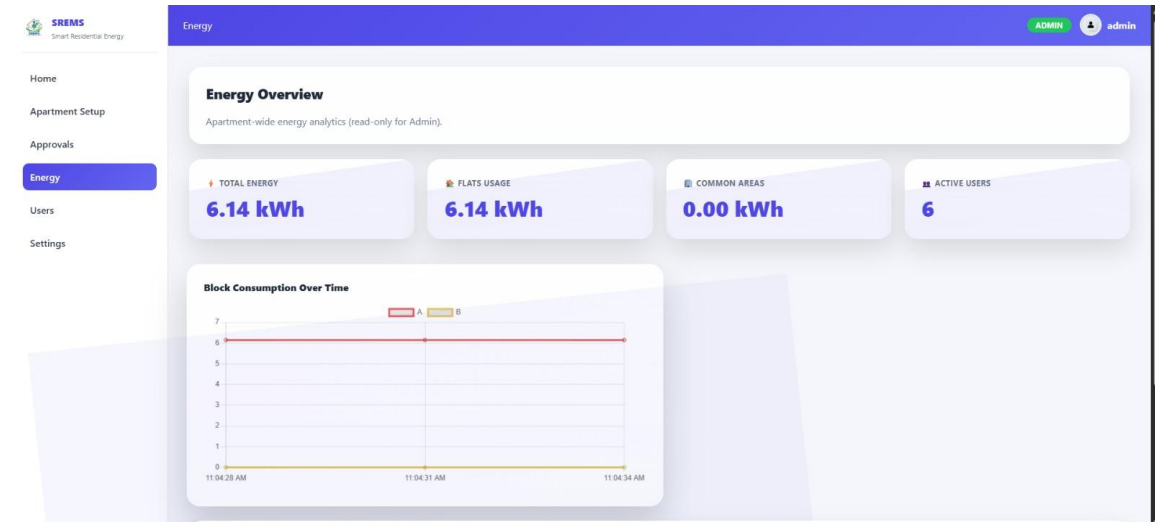 SREMS
Smart Residential Energy
Energy
ADMIN
admin
Home
Apartment Setup
Approvals
Energy
Users
Settings
Energy Overview
Apartment-wide energy analytics (read-only for Admin).
TOTAL ENERGY
6.14 kWh
FLATS USAGE
6.14 kWh
COMMON AREAS
0.00 kWh
ACTIVE USERS
6
Block Consumption Over Time
A B
7
6
5
4
3
2
1
0
11:04:28 AM 11:04:31 AM 11:04:34 AM